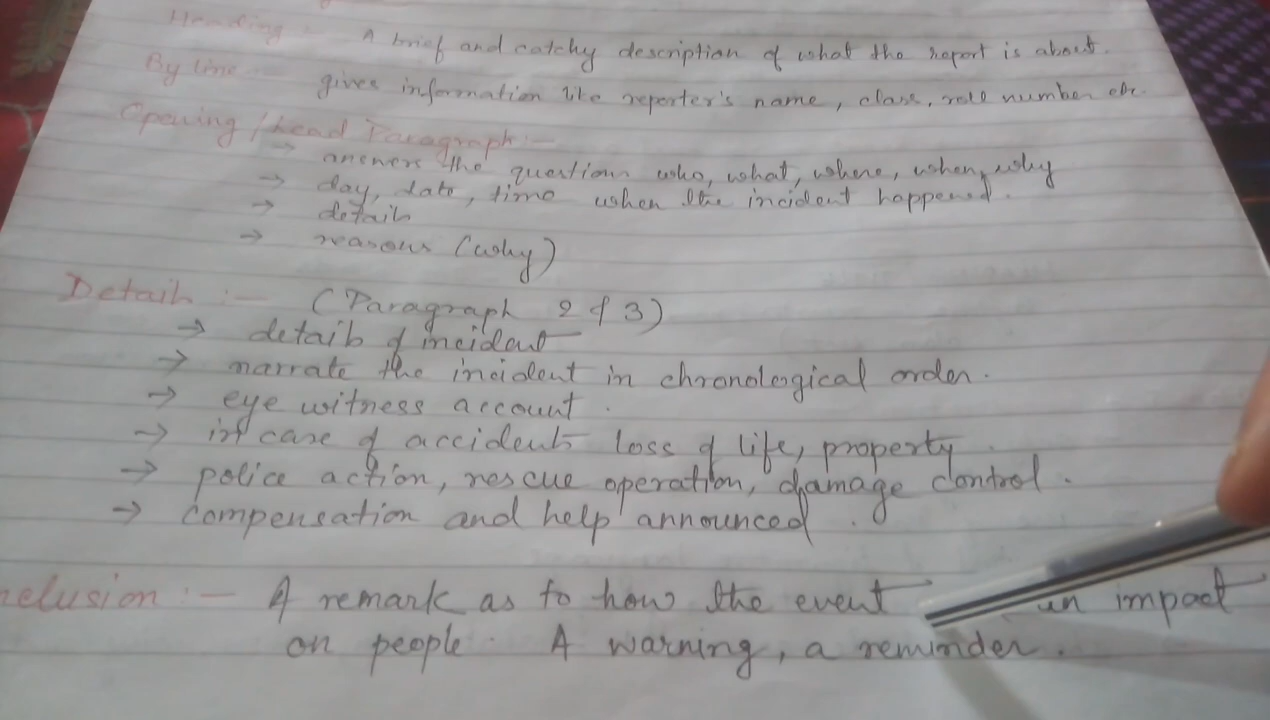 Heading :- A brief and catchy description of what the report is about.
By line gives information like reporter's name, class, roll number etc.
Opening / Lead Paragraph :-
→ answers the question who, what, where, when, why
→ day, date, time when the incident happened.
→ details
→ reasons (why)
Details :- (Paragraph 2 & 3)
→ details of incident
→ narrate the incident in chronological order.
→ eye witness account.
→ in case of accident loss of life, property
→ police action, rescue operation, damage control.
→ compensation and help announced.
nclusion :- A remark as to how the event an impact
on people. A warning, a reminder.